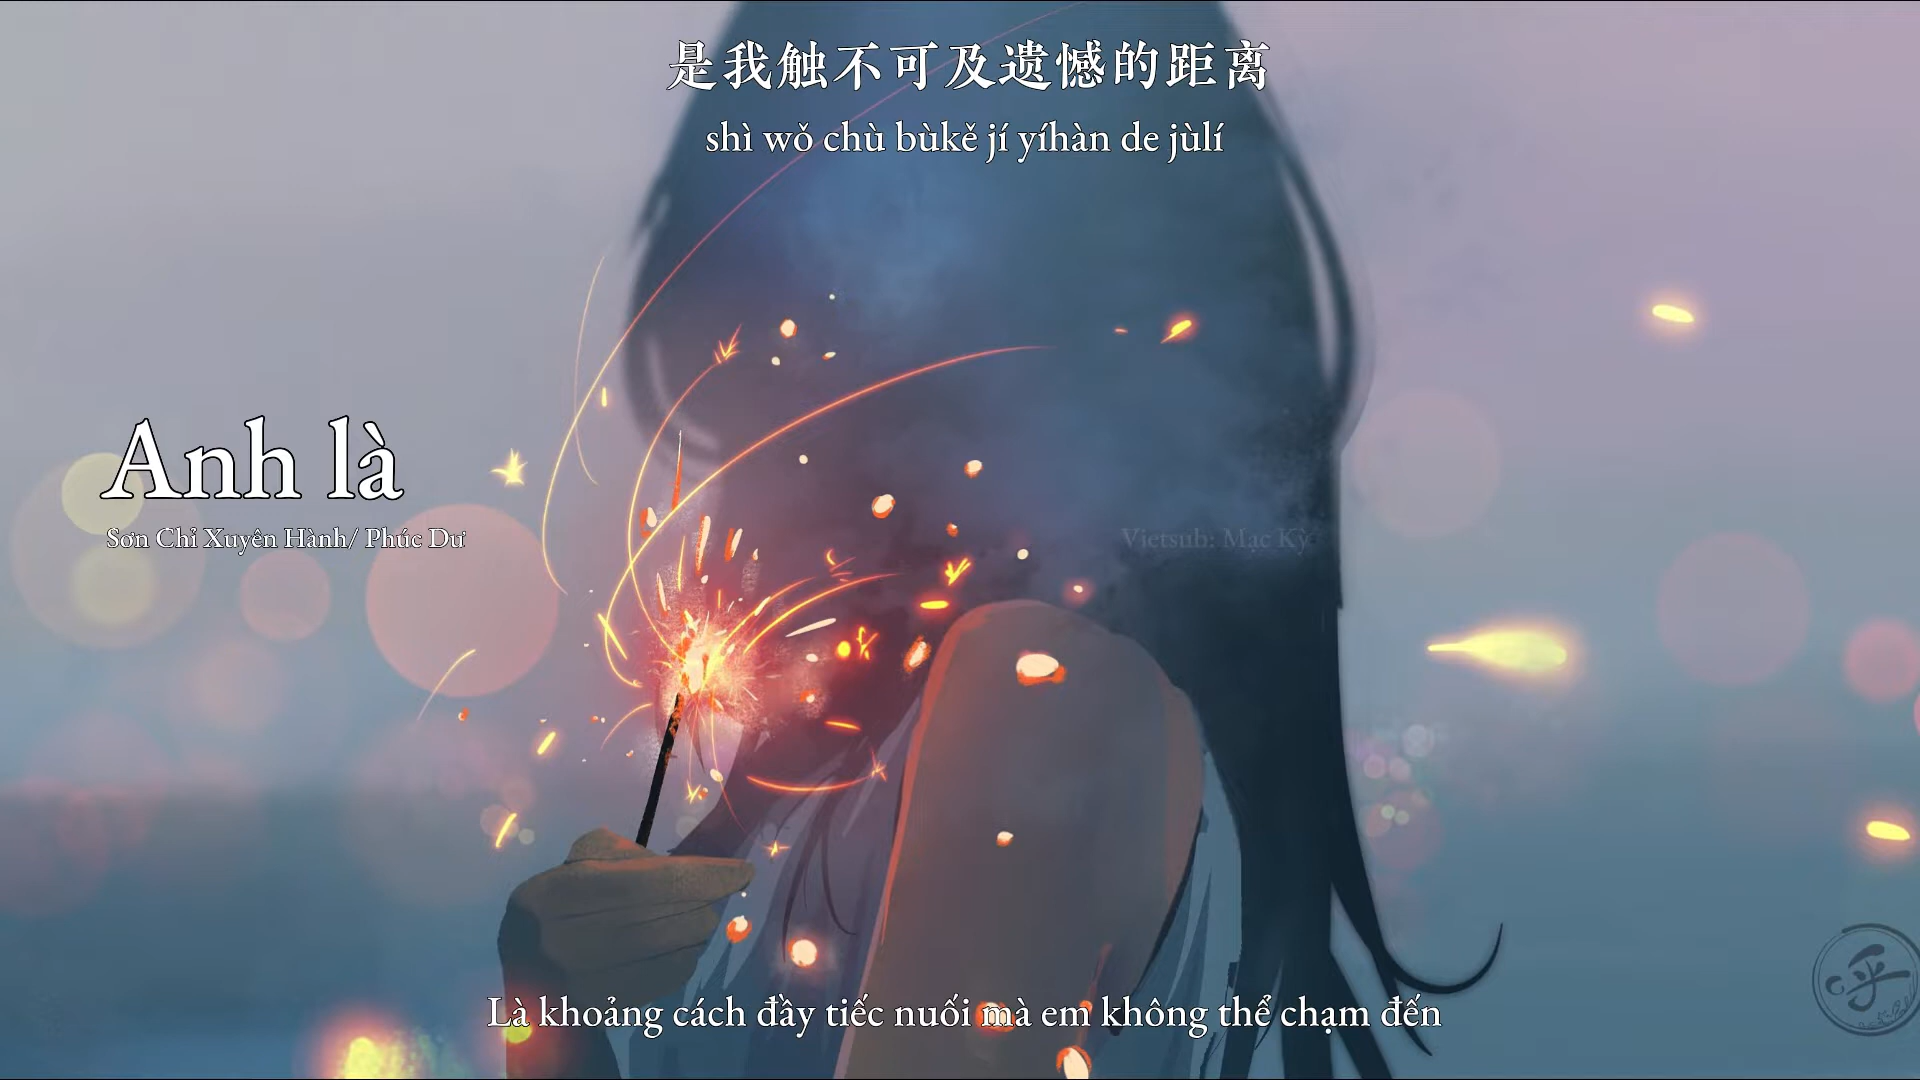 是我触不可及遗憾的距离
shì wǒ chù bùkě jí yíhàn de jùlí
Anh là
Sơn Chỉ Xuyên Hành/ Phúc Dư
Vietsub: Mạc Kỳ
Là khoảng cách đầy tiếc nuối mà em không thể chạm đến
呼